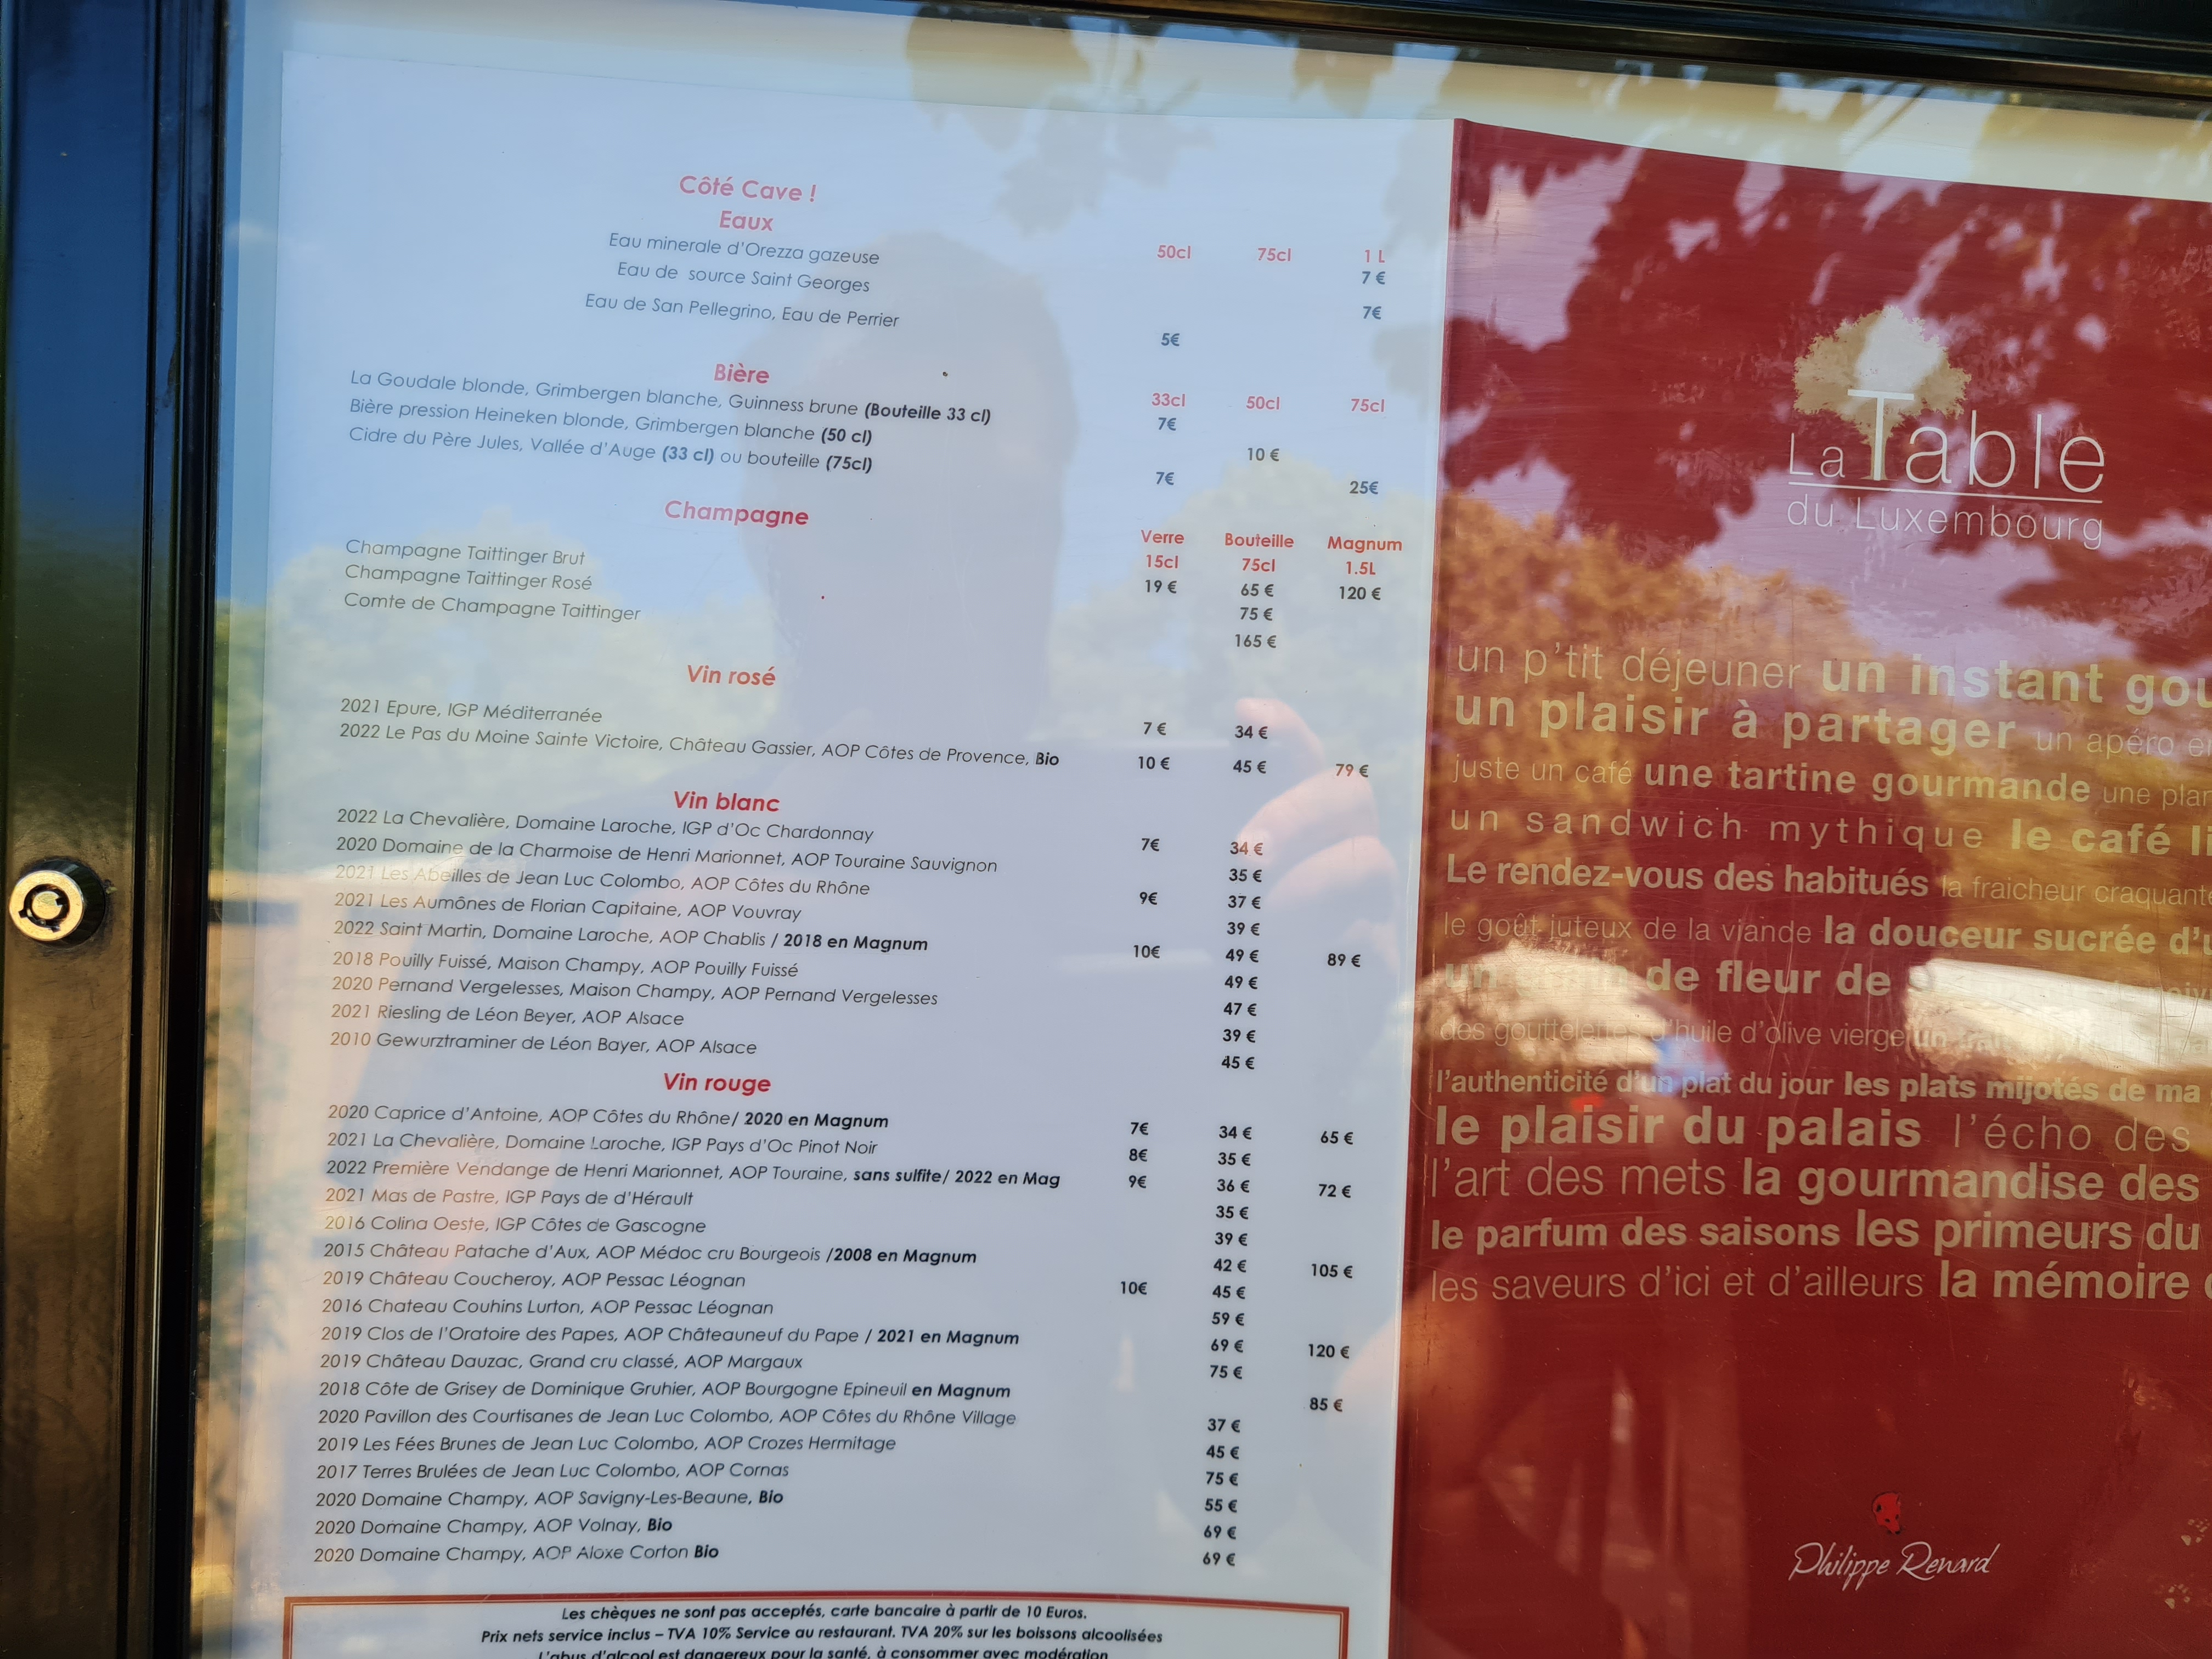 Côté Cave !
Eaux
50cl 75cl 1 L
Eau minerale d'Orezza gazeuse 7 €
Eau de source Saint Georges 7€
Eau de San Pellegrino, Eau de Perrier 5€
Bière
33cl 50cl 75cl
La Goudale blonde, Grimbergen blanche, Guinness brune (Bouteille 33 cl) 7€
Bière pression Heineken blonde, Grimbergen blanche (50 cl) 10 €
Cidre du Père Jules, Vallée d'Auge (33 cl) ou bouteille (75cl) 7€ 25€
Champagne
Verre Bouteille Magnum
15cl 75cl 1.5L
Champagne Taittinger Brut 19 € 65 € 120 €
Champagne Taittinger Rosé 75 €
Comte de Champagne Taittinger 165 €
Vin rosé
2021 Epure, IGP Méditerranée 7 € 34 €
2022 Le Pas du Moine Sainte Victoire, Château Gassier, AOP Côtes de Provence, Bio 10 € 45 € 79 €
Vin blanc
2022 La Chevalière, Domaine Laroche, IGP d'Oc Chardonnay 7€ 34 €
2020 Domaine de la Charmoise de Henri Marionnet, AOP Touraine Sauvignon 35 €
2021 Les Abeilles de Jean Luc Colombo, AOP Côtes du Rhône 9€ 37 €
2021 Les Aumônes de Florian Capitaine, AOP Vouvray 39 €
2022 Saint Martin, Domaine Laroche, AOP Chablis / 2018 en Magnum 10€ 49 € 89 €
2018 Pouilly Fuissé, Maison Champy, AOP Pouilly Fuissé 49 €
2020 Pernand Vergelesses, Maison Champy, AOP Pernand Vergelesses 47 €
2021 Riesling de Léon Beyer, AOP Alsace 39 €
2010 Gewurztraminer de Léon Bayer, AOP Alsace 45 €
Vin rouge
2020 Caprice d'Antoine, AOP Côtes du Rhône/ 2020 en Magnum 7€ 34 € 65 €
2021 La Chevalière, Domaine Laroche, IGP Pays d'Oc Pinot Noir 8€ 35 €
2022 Première Vendange de Henri Marionnet, AOP Touraine, sans sulfite/ 2022 en Mag 9€ 36 € 72 €
2021 Mas de Pastre, IGP Pays de d'Hérault 35 €
2016 Colina Oeste, IGP Côtes de Gascogne 39 €
2015 Château Patache d'Aux, AOP Médoc cru Bourgeois /2008 en Magnum 42 € 105 €
2019 Château Coucheroy, AOP Pessac Léognan 10€ 45 €
2016 Chateau Couhins Lurton, AOP Pessac Léognan 59 €
2019 Clos de l'Oratoire des Papes, AOP Châteauneuf du Pape / 2021 en Magnum 69 € 120 €
2019 Château Dauzac, Grand cru classé, AOP Margaux 75 €
2018 Côte de Grisey de Dominique Gruhier, AOP Bourgogne Epineuil en Magnum 85 €
2020 Pavillon des Courtisanes de Jean Luc Colombo, AOP Côtes du Rhône Village 37 €
2019 Les Fées Brunes de Jean Luc Colombo, AOP Crozes Hermitage 45 €
2017 Terres Brulées de Jean Luc Colombo, AOP Cornas 75 €
2020 Domaine Champy, AOP Savigny-Les-Beaune, Bio 55 €
2020 Domaine Champy, AOP Volnay, Bio 69 €
2020 Domaine Champy, AOP Aloxe Corton Bio 69 €
Les chèques ne sont pas acceptés, carte bancaire à partir de 10 Euros.
Prix nets service inclus – TVA 10% Service au restaurant. TVA 20% sur les boissons alcoolisées
L'abus d'alcool est dangereux pour la santé, à consommer avec modération
La Table
du Luxembourg
un p'tit déjeuner un instant
un plaisir à partager un apéro
juste un café une tartine gourmande une
un sandwich mythique le café
Le rendez-vous des habitués la fraicheur craquante
le goût juteux de la viande la douceur sucrée
de fleur de
des gouttelettes d'huile d'olive vierge un
l'authenticité d'un plat du jour les plats mijotés de ma
le plaisir du palais l'écho des
l'art des mets la gourmandise des
le parfum des saisons les primeurs du
les saveurs d'ici et d'ailleurs la mémoire
Philippe Renard